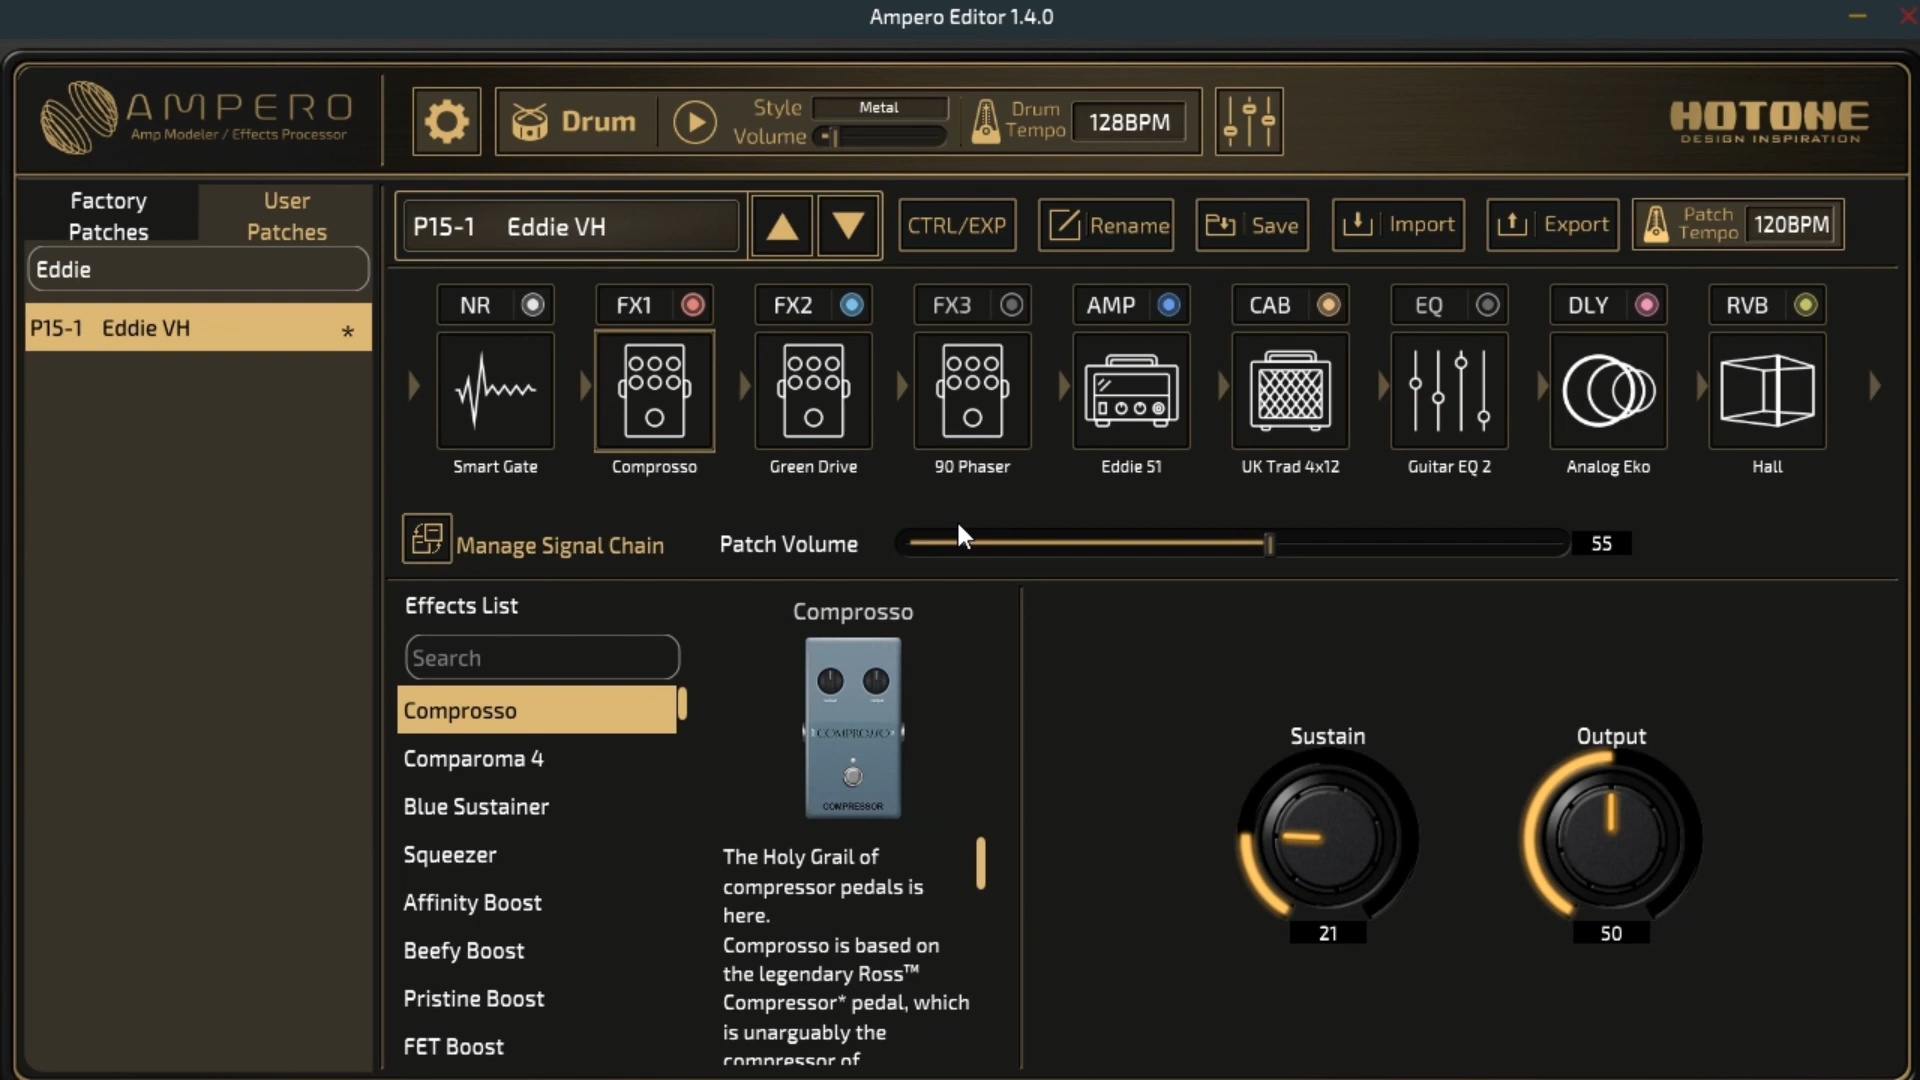 Ampero Editor 1.4.0
AMPERO
Amp Modeler / Effects Processor
Drum
Style
Metal
Volume
Drum
Tempo
128BPM
HOTONE
DESIGN INSPIRATION
Factory
Patches
User
Patches
Eddie
P15-1 Eddie VH *
P15-1 Eddie VH
CTRL/EXP
Rename
Save
Import
Export
Patch
Tempo
120BPM
NR
FX1
FX2
FX3
AMP
CAB
EQ
DLY
RVB
Smart Gate
Comprosso
Green Drive
90 Phaser
Eddie 51
UK Trad 4x12
Guitar EQ 2
Analog Eko
Hall
Manage Signal Chain
Patch Volume
55
Effects List
Search
Comprosso
Comparoma 4
Blue Sustainer
Squeezer
Affinity Boost
Beefy Boost
Pristine Boost
FET Boost
Comprosso
COMPROSSO
COMPRESSOR
The Holy Grail of
compressor pedals is
here.
Comprosso is based on
the legendary Ross™
Compressor* pedal, which
is unarguably the
compressor of
Sustain
21
Output
50